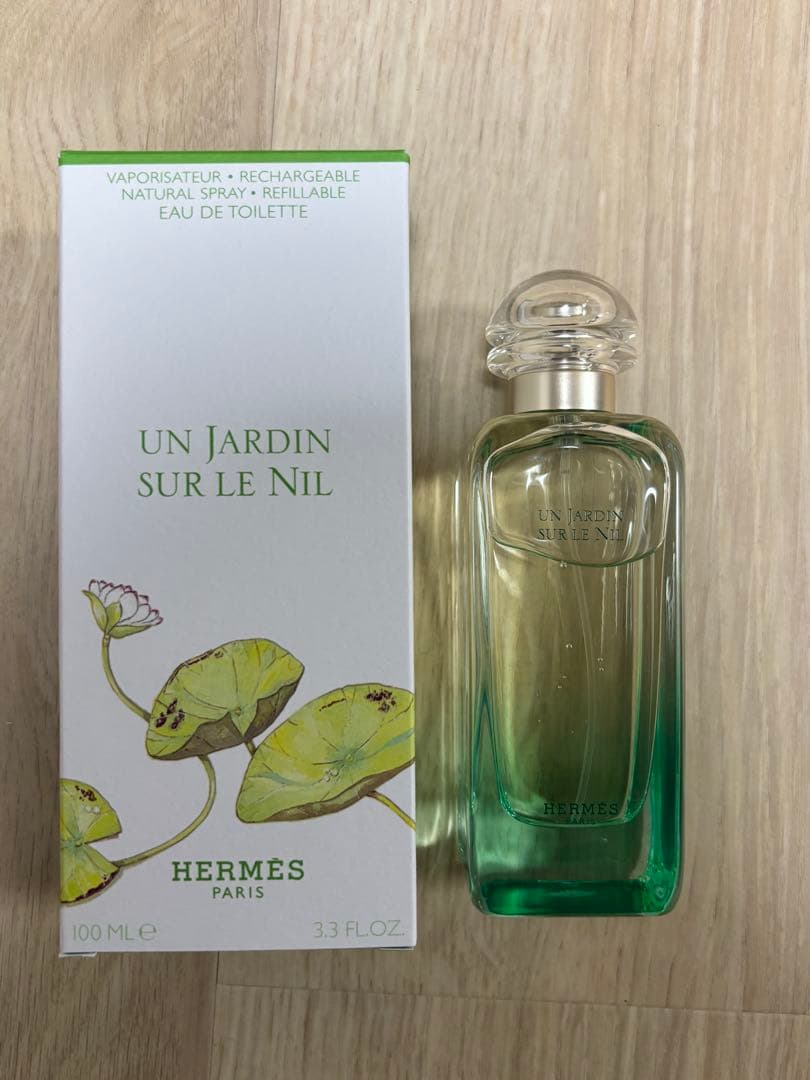 VAPORISATEUR • RECHARGEABLE
NATURAL SPRAY • REFILLABLE
EAU DE TOILETTE
UN JARDIN
SUR LE NIL
HERMÈS
PARIS
100 ML ℮
3.3 FL.OZ.
UN JARDIN
SUR LE NIL
HERMÈS
PARIS